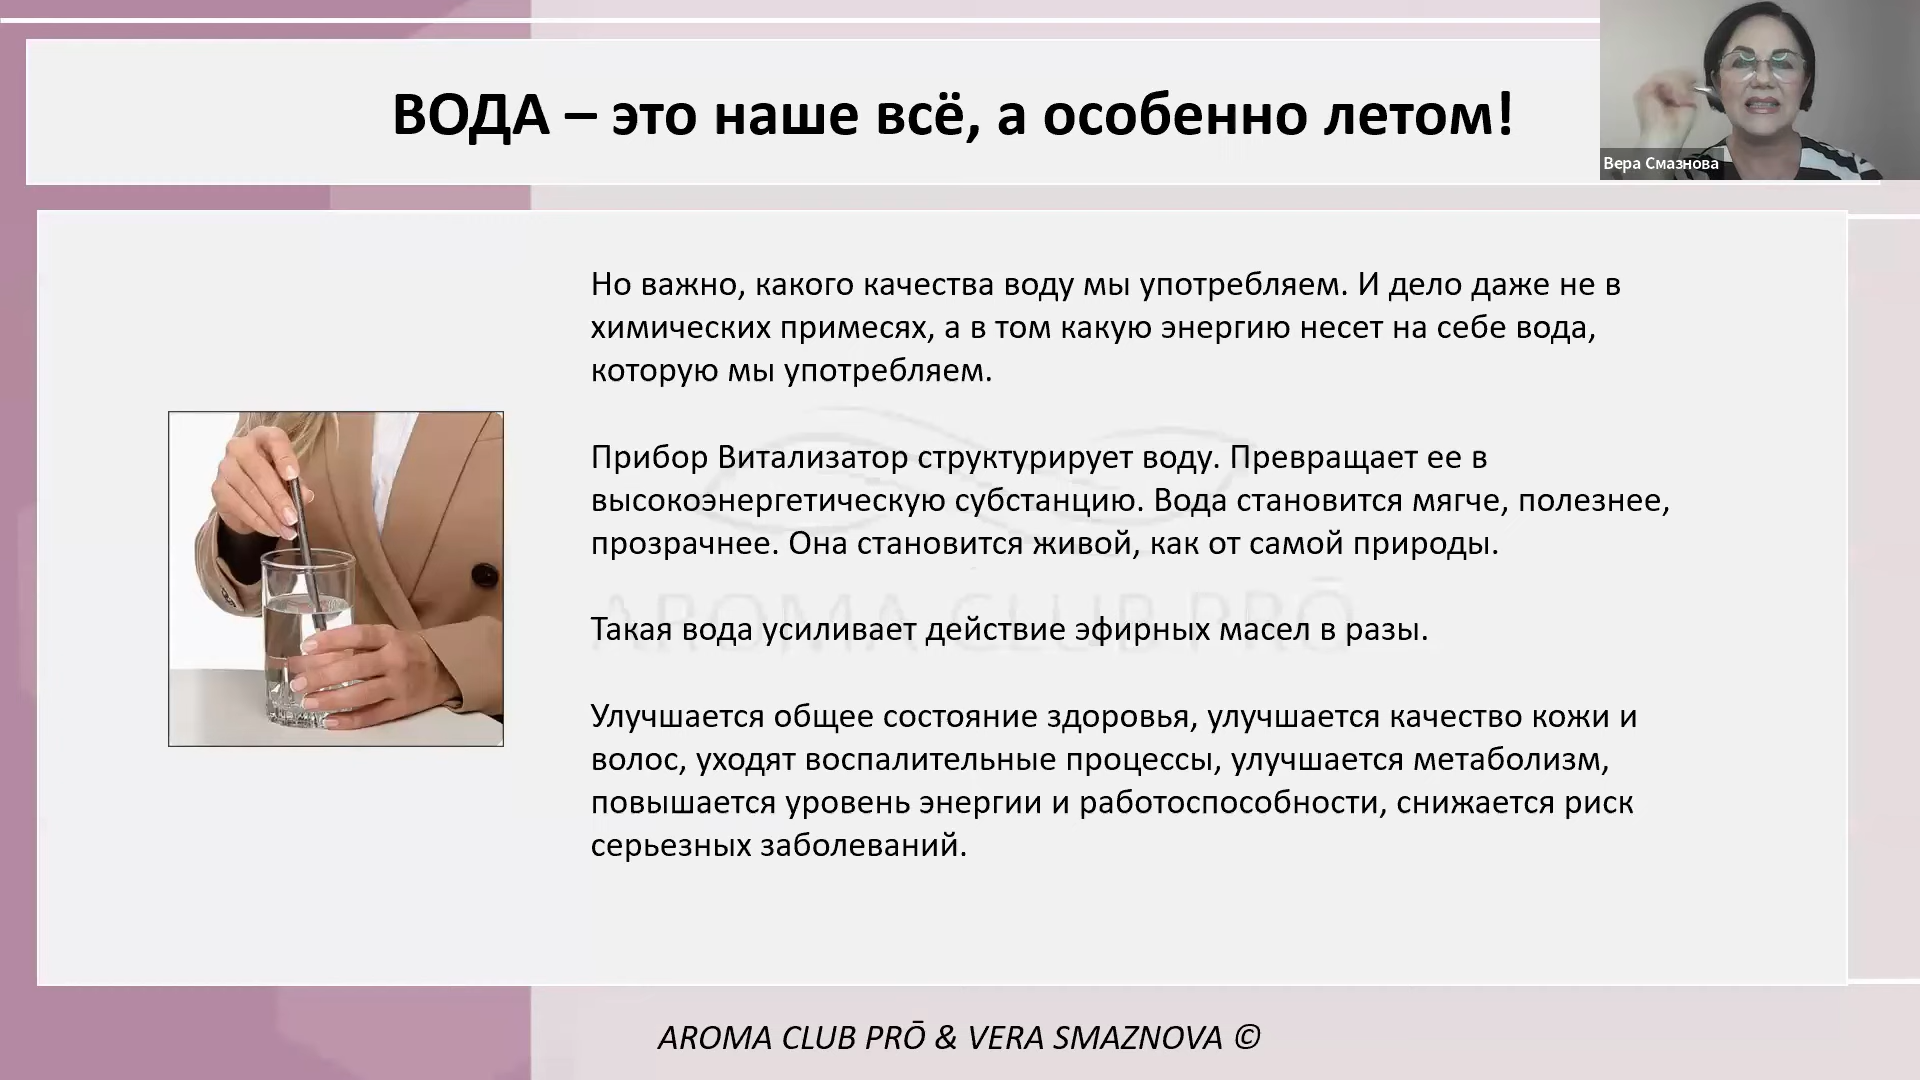 ВОДА – это наше всё, а особенно летом!
Вера Смазнова
Но важно, какого качества воду мы употребляем. И дело даже не в
химических примесях, а в том какую энергию несет на себе вода,
которую мы употребляем.
Прибор Витализатор структурирует воду. Превращает ее в
высокоэнергетическую субстанцию. Вода становится мягче, полезнее,
прозрачнее. Она становится живой, как от самой природы.
AROMA CLUB PRŌ
Такая вода усиливает действие эфирных масел в разы.
Улучшается общее состояние здоровья, улучшается качество кожи и
волос, уходят воспалительные процессы, улучшается метаболизм,
повышается уровень энергии и работоспособности, снижается риск
серьезных заболеваний.
AROMA CLUB PRŌ & VERA SMAZNOVA ©